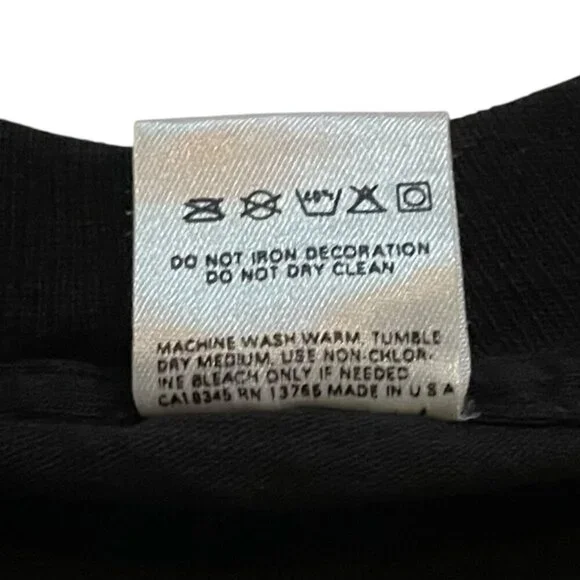 40°
DO NOT IRON DECORATION
DO NOT DRY CLEAN
MACHINE WASH WARM, TUMBLE
DRY MEDIUM, USE NON-CHLOR-
INE BLEACH ONLY IF NEEDED
CA18345 RN 13765 MADE IN U S A